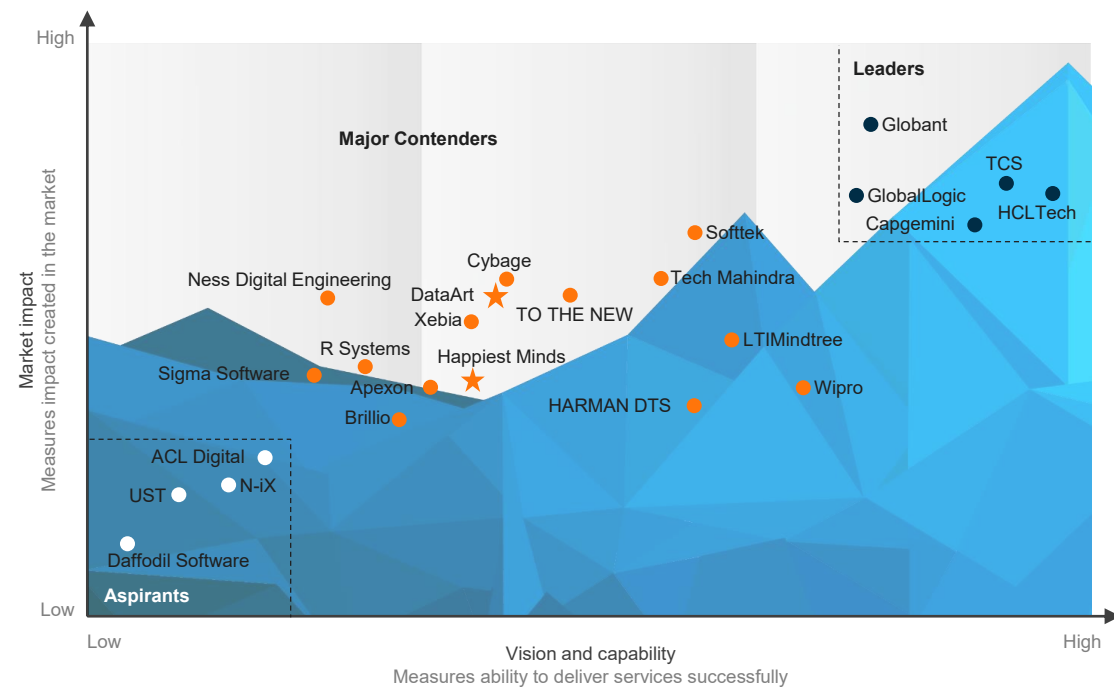 High
Leaders
Globant
Major Contenders
TCS
GlobalLogic
HCLTech
Capgemini
Softtek
Cybage
Ness Digital Engineering
Tech Mahindra
DataArt
TO THE NEW
Xebia
LTIMindtree
R Systems
Happiest Minds
Sigma Software
Apexon
Wipro
HARMAN DTS
Brillio
ACL Digital
N-iX
UST
Daffodil Software
Aspirants
Market impact
Measures impact created in the market
Low
Low
High
Vision and capability
Measures ability to deliver services successfully